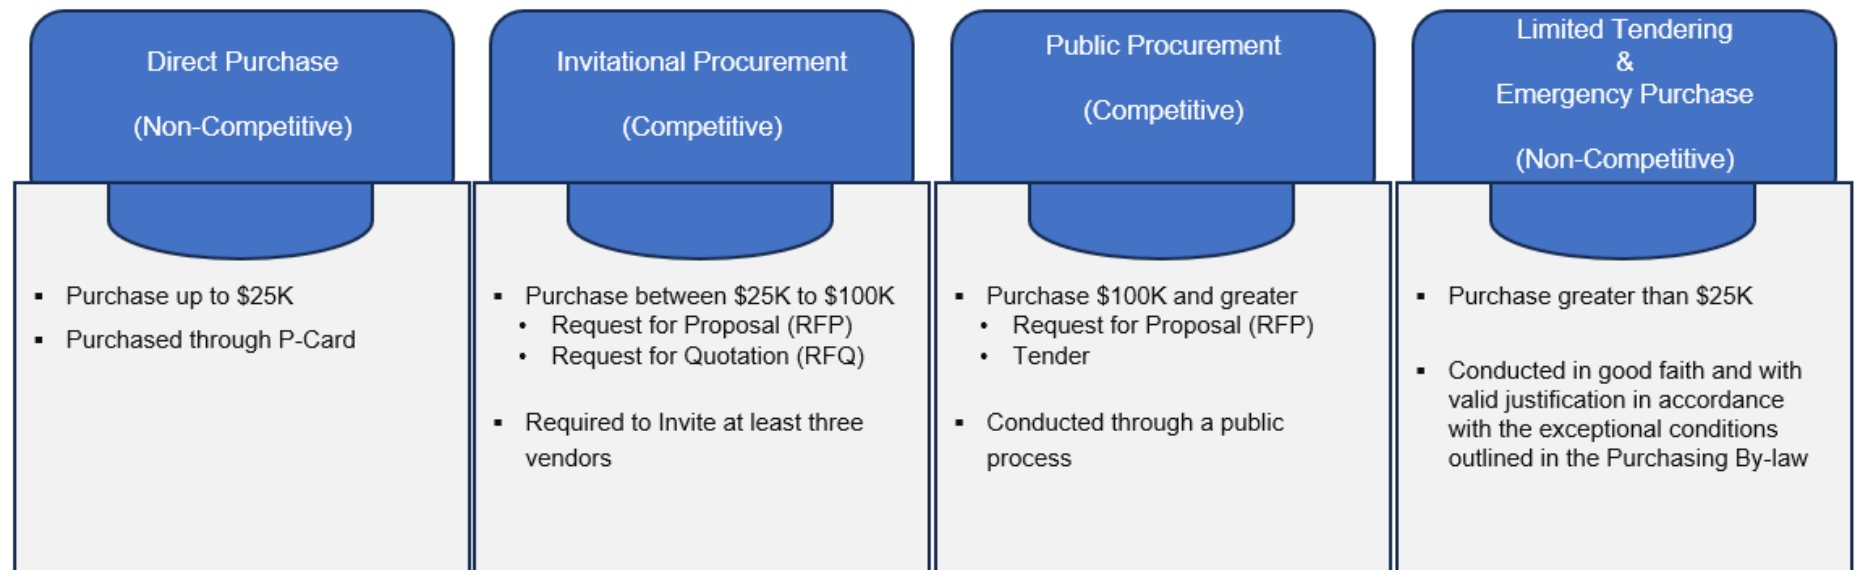 Direct Purchase
(Non-Competitive)
▪ Purchase up to $25K
▪ Purchased through P-Card
Invitational Procurement
(Competitive)
▪ Purchase between $25K to $100K
• Request for Proposal (RFP)
• Request for Quotation (RFQ)
▪ Required to Invite at least three
vendors
Public Procurement
(Competitive)
▪ Purchase $100K and greater
• Request for Proposal (RFP)
• Tender
▪ Conducted through a public
process
Limited Tendering
&
Emergency Purchase
(Non-Competitive)
▪ Purchase greater than $25K
▪ Conducted in good faith and with
valid justification in accordance
with the exceptional conditions
outlined in the Purchasing By-law